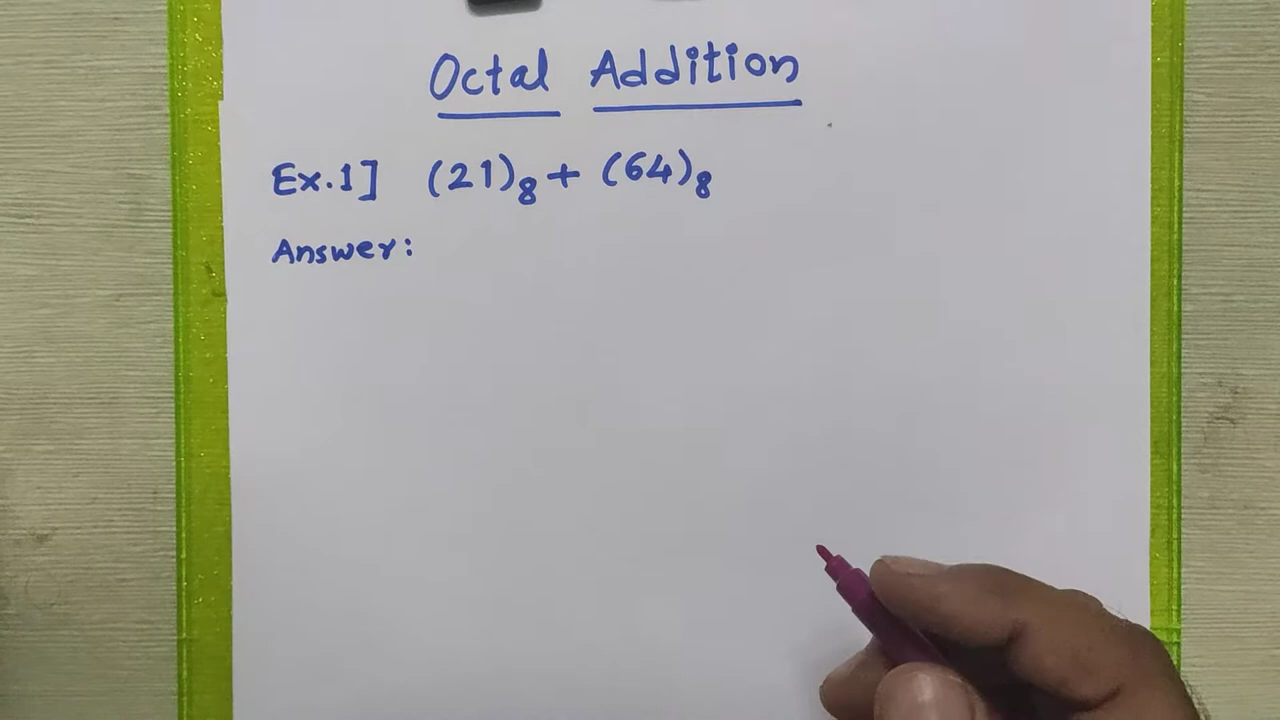 Octal Addition
Ex.1] (21)₈ + (64)₈
Answer: